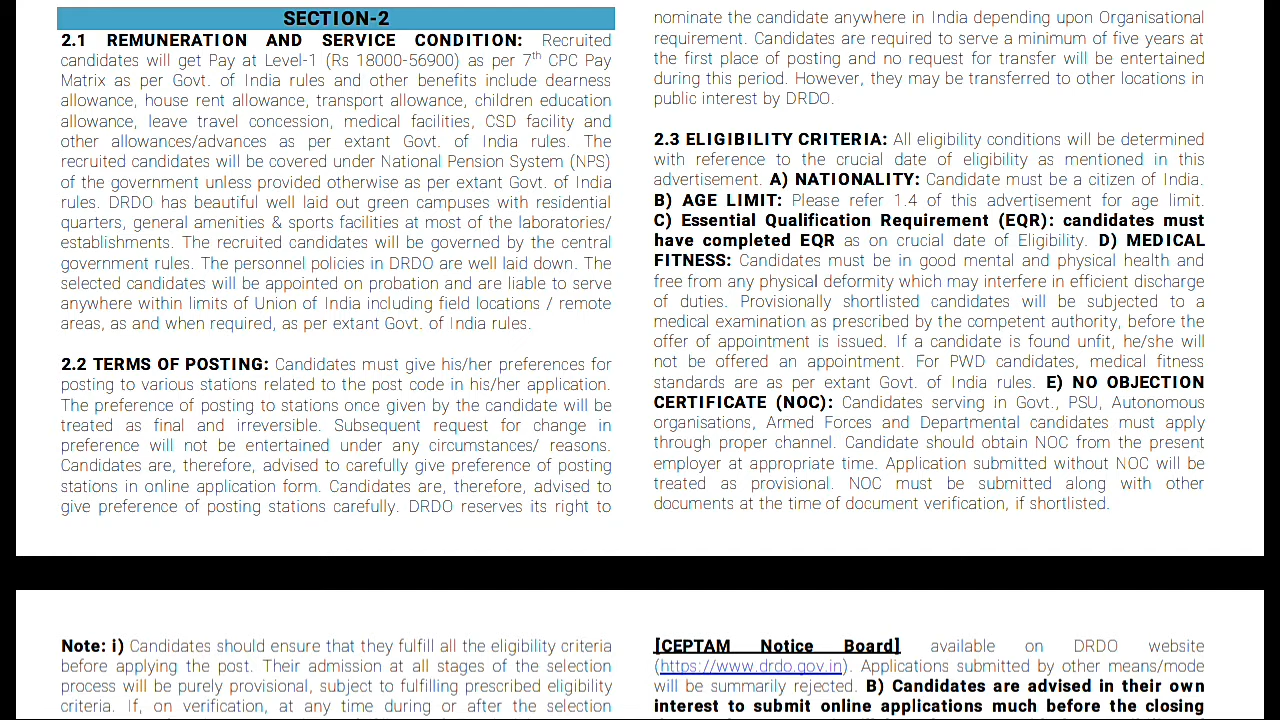 SECTION-2
2.1 REMUNERATION AND SERVICE CONDITION: Recruited
candidates will get Pay at Level-1 (Rs 18000-56900) as per 7th CPC Pay
Matrix as per Govt. of India rules and other benefits include dearness
allowance, house rent allowance, transport allowance, children education
allowance, leave travel concession, medical facilities, CSD facility and
other allowances/advances as per extant Govt. of India rules. The
recruited candidates will be covered under National Pension System (NPS)
of the government unless provided otherwise as per extant Govt. of India
rules. DRDO has beautiful well laid out green campuses with residential
quarters, general amenities & sports facilities at most of the laboratories/
establishments. The recruited candidates will be governed by the central
government rules. The personnel policies in DRDO are well laid down. The
selected candidates will be appointed on probation and are liable to serve
anywhere within limits of Union of India including field locations / remote
areas, as and when required, as per extant Govt. of India rules.
2.2 TERMS OF POSTING: Candidates must give his/her preferences for
posting to various stations related to the post code in his/her application.
The preference of posting to stations once given by the candidate will be
treated as final and irreversible. Subsequent request for change in
preference will not be entertained under any circumstances/ reasons.
Candidates are, therefore, advised to carefully give preference of posting
stations in online application form. Candidates are, therefore, advised to
give preference of posting stations carefully. DRDO reserves its right to
nominate the candidate anywhere in India depending upon Organisational
requirement. Candidates are required to serve a minimum of five years at
the first place of posting and no request for transfer will be entertained
during this period. However, they may be transferred to other locations in
public interest by DRDO.
2.3 ELIGIBILITY CRITERIA: All eligibility conditions will be determined
with reference to the crucial date of eligibility as mentioned in this
advertisement. A) NATIONALITY: Candidate must be a citizen of India.
B) AGE LIMIT: Please refer 1.4 of this advertisement for age limit.
C) Essential Qualification Requirement (EQR): candidates must
have completed EQR as on crucial date of Eligibility. D) MEDICAL
FITNESS: Candidates must be in good mental and physical health and
free from any physical deformity which may interfere in efficient discharge
of duties. Provisionally shortlisted candidates will be subjected to a
medical examination as prescribed by the competent authority, before the
offer of appointment is issued. If a candidate is found unfit, he/she will
not be offered an appointment. For PWD candidates, medical fitness
standards are as per extant Govt. of India rules. E) NO OBJECTION
CERTIFICATE (NOC): Candidates serving in Govt., PSU, Autonomous
organisations, Armed Forces and Departmental candidates must apply
through proper channel. Candidate should obtain NOC from the present
employer at appropriate time. Application submitted without NOC will be
treated as provisional. NOC must be submitted along with other
documents at the time of document verification, if shortlisted.
Note: i) Candidates should ensure that they fulfill all the eligibility criteria
before applying the post. Their admission at all stages of the selection
process will be purely provisional, subject to fulfilling prescribed eligibility
criteria. If, on verification, at any time during or after the selection
[CEPTAM Notice Board] available on DRDO website
(https://www.drdo.gov.in). Applications submitted by other means/mode
will be summarily rejected. B) Candidates are advised in their own
interest to submit online applications much before the closing